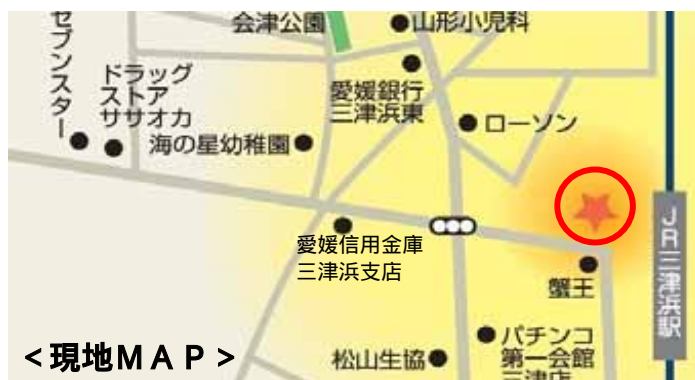 会津公園
山形小児科
セブンスター
ドラッグ
ストア
ササオカ
愛媛銀行
三津浜東
ローソン
海の星幼稚園
愛媛信用金庫
三津浜支店
JR三津浜駅
蟹王
パチンコ
第一会館
三津店
松山生協
<現地MAP>